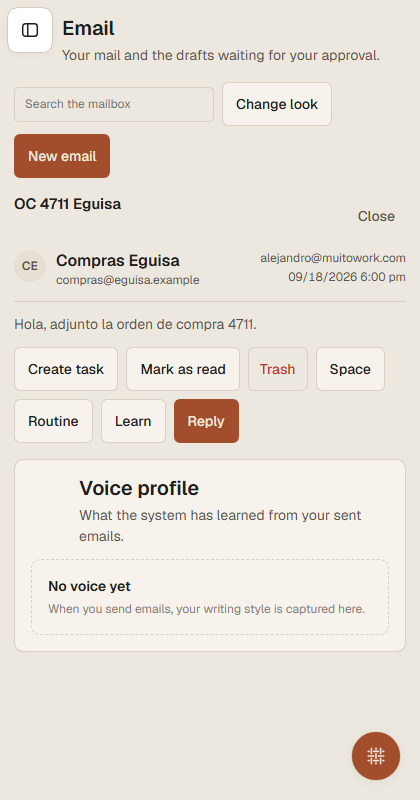 Email
Your mail and the drafts waiting for your approval.
Search the mailbox
Change look
New email
OC 4711 Eguisa
Close
CE
Compras Eguisa
compras@eguisa.example
alejandro@muitowork.com
09/18/2026 6:00 pm
Hola, adjunto la orden de compra 4711.
Create task
Mark as read
Trash
Space
Routine
Learn
Reply
Voice profile
What the system has learned from your sent
emails.
No voice yet
When you send emails, your writing style is captured here.